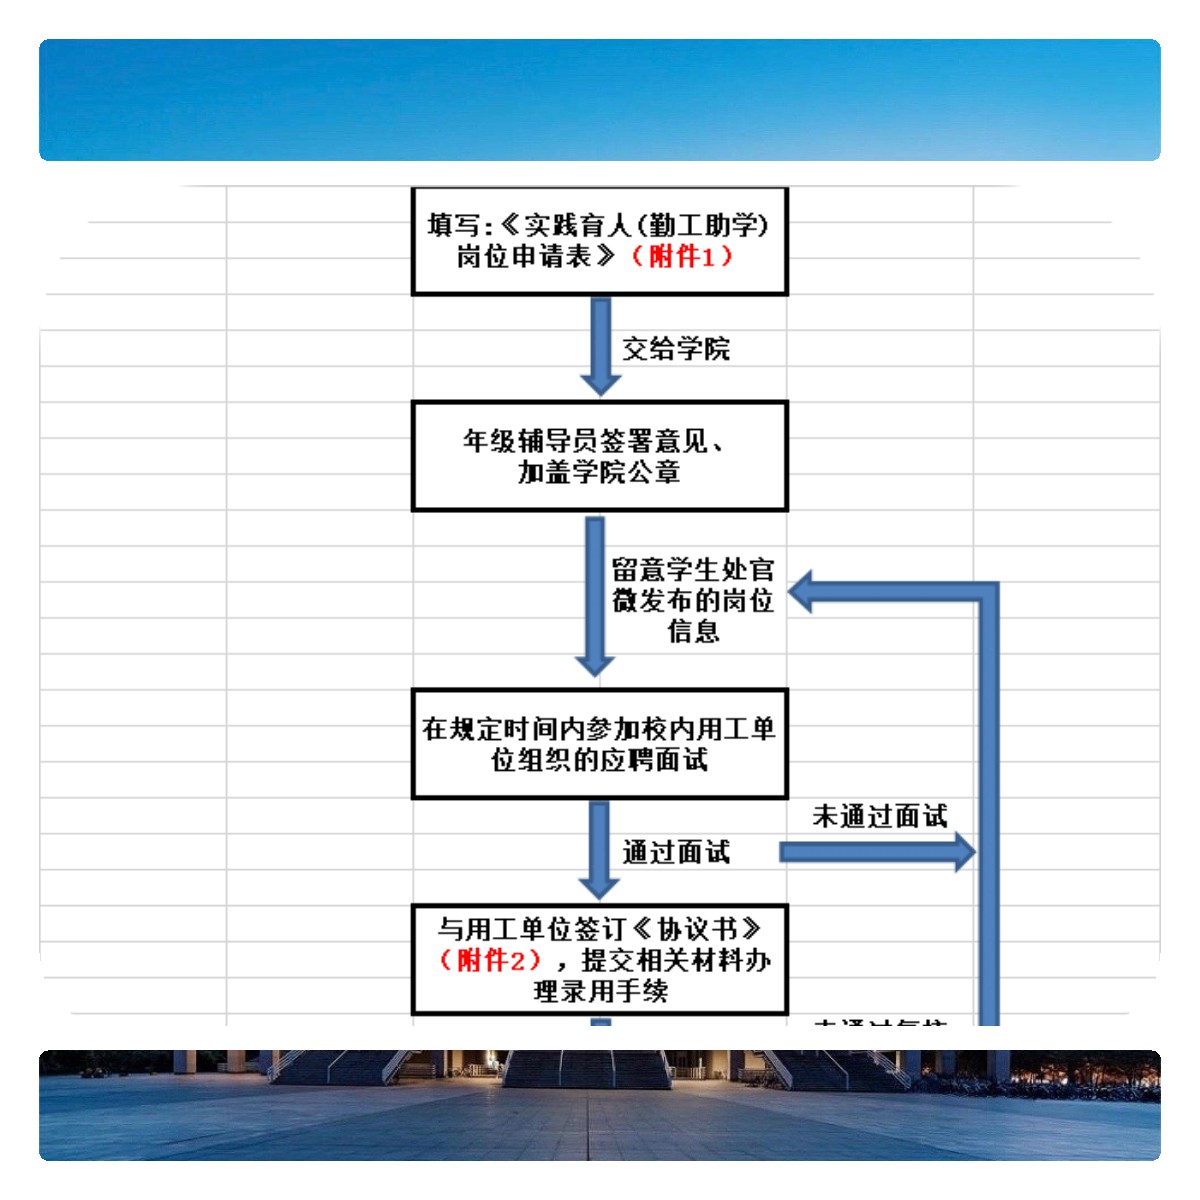 填写:《实践育人(勤工助学)
岗位申请表》（附件1）
交给学院
年级辅导员签署意见、
加盖学院公章
留意学生处官
微发布的岗位
信息
在规定时间内参加校内用工单
位组织的应聘面试
未通过面试
通过面试
与用工单位签订《协议书》
（附件2），提交相关材料办
理录用手续